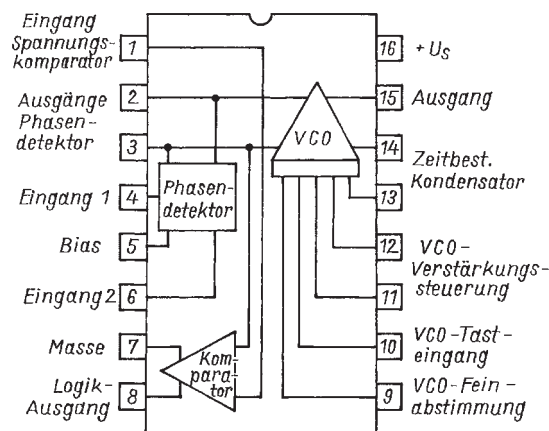 Eingang
Spannungs-
komparator
1
16
+Us
Ausgänge
Phasen-
detektor
2
3
15
Ausgang
14
Zeitbest.
Kondensator
13
VCO
Eingang 1
4
Phasen-
detektor
Bias
5
12
VCO-
Verstärkungs-
steuerung
11
Eingang 2
6
Masse
7
10
VCO-Tast-
eingang
Kom-
para-
tor
Logik-
Ausgang
8
9
VCO-Fein-
abstimmung